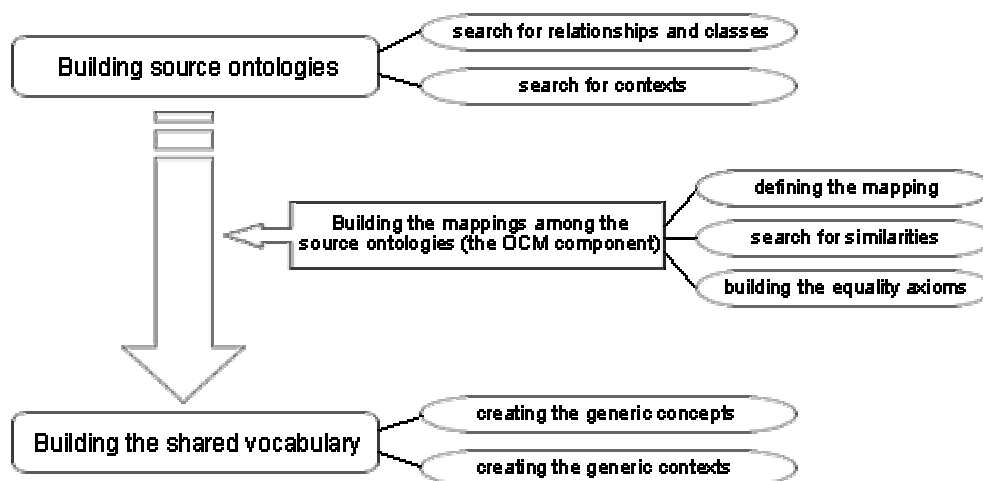 search for relationships and classes
Building source ontologies
search for contexts
defining the mapping
Building the mappings among the
source ontologies (the OCM component)
search for similarities
building the equality axioms
creating the generic concepts
Building the shared vocabulary
creating the generic contexts